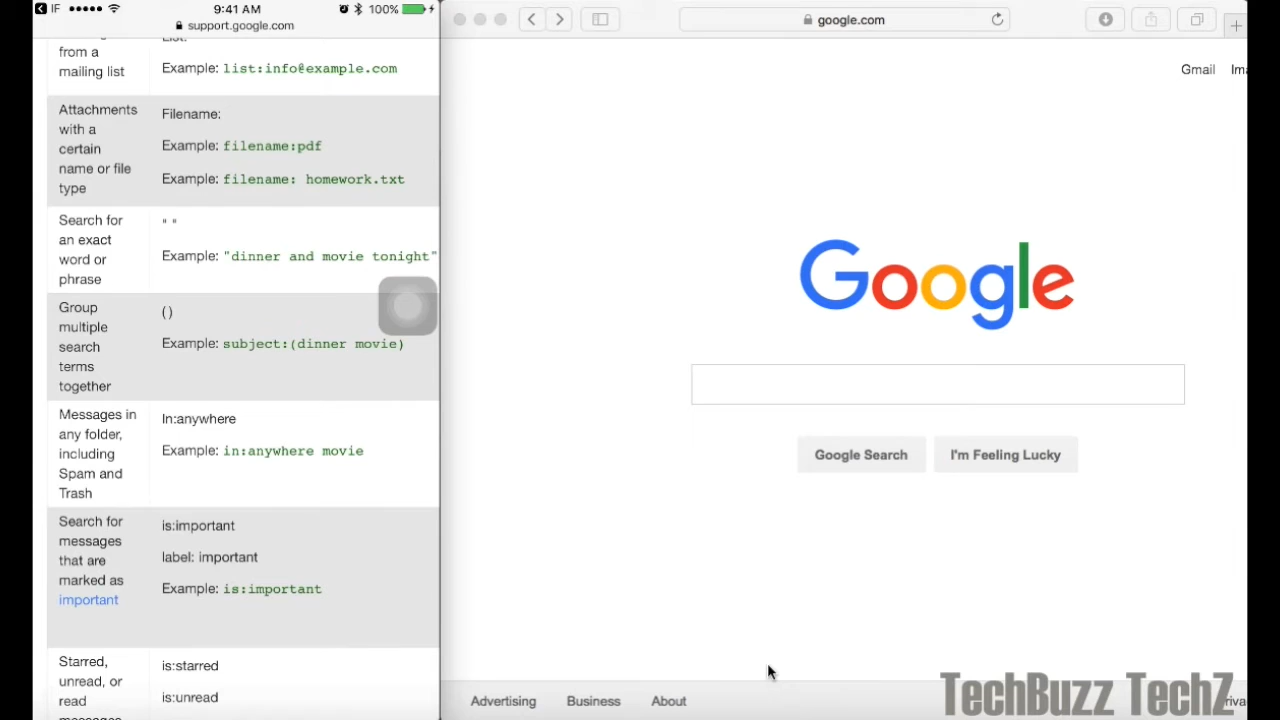 IF 9:41 AM 100%
support.google.com
from a
mailing list
Example: list:info@example.com
Attachments
with a
certain
name or file
type
Filename:
Example: filename:pdf
Example: filename: homework.txt
Search for
an exact
word or
phrase
" "
Example: "dinner and movie tonight"
Group
multiple
search
terms
together
()
Example: subject:(dinner movie)
Messages in
any folder,
including
Spam and
Trash
In:anywhere
Example: in:anywhere movie
Search for
messages
that are
marked as
important
is:important
label: important
Example: is:important
Starred,
unread, or
read
is:starred
is:unread
google.com
Gmail
Google
Google Search
I'm Feeling Lucky
Advertising Business About
TechBuzz TechZ